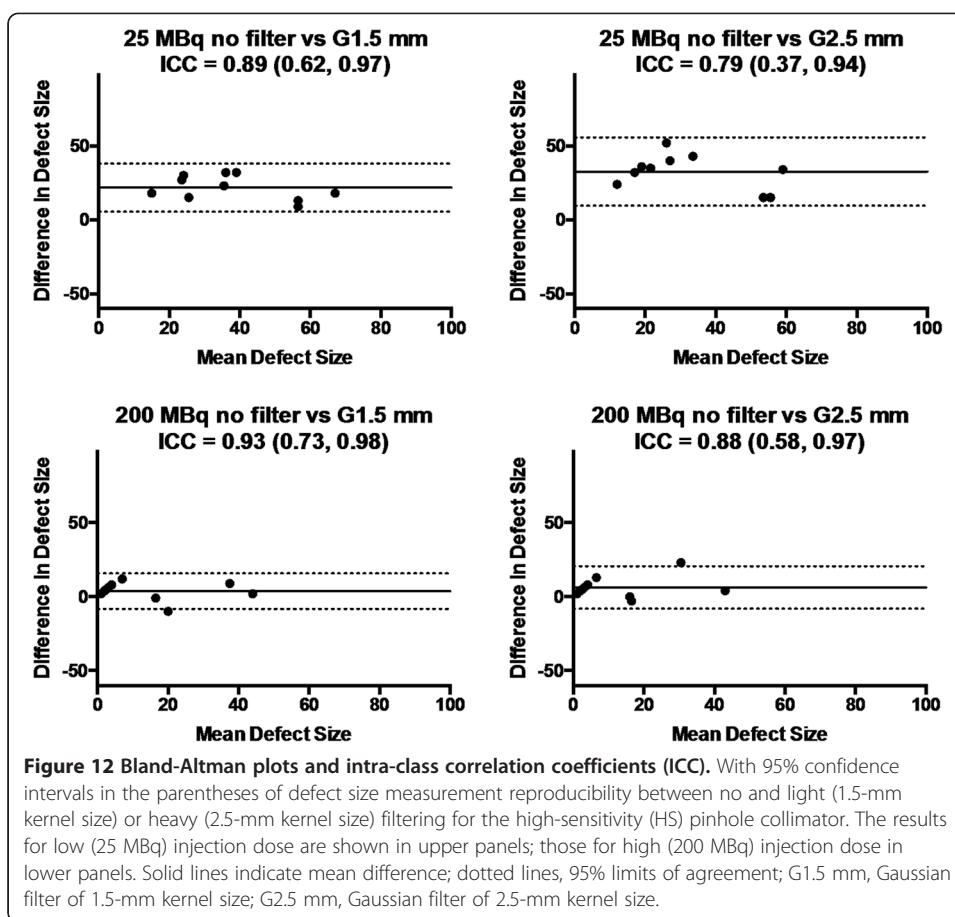 25 MBq no filter vs G1.5 mm
ICC = 0.89 (0.62, 0.97)
Difference in Defect Size
50
0
-50
0 20 40 60 80 100
Mean Defect Size
25 MBq no filter vs G2.5 mm
ICC = 0.79 (0.37, 0.94)
Difference in Defect Size
50
0
-50
0 20 40 60 80 100
Mean Defect Size
200 MBq no filter vs G1.5 mm
ICC = 0.93 (0.73, 0.98)
Difference in Defect Size
50
0
-50
0 20 40 60 80 100
Mean Defect Size
200 MBq no filter vs G2.5 mm
ICC = 0.88 (0.58, 0.97)
Difference in Defect Size
50
0
-50
0 20 40 60 80 100
Mean Defect Size
Figure 12 Bland-Altman plots and intra-class correlation coefficients (ICC). With 95% confidence
intervals in the parentheses of defect size measurement reproducibility between no and light (1.5-mm
kernel size) or heavy (2.5-mm kernel size) filtering for the high-sensitivity (HS) pinhole collimator. The results
for low (25 MBq) injection dose are shown in upper panels; those for high (200 MBq) injection dose in
lower panels. Solid lines indicate mean difference; dotted lines, 95% limits of agreement; G1.5 mm, Gaussian
filter of 1.5-mm kernel size; G2.5 mm, Gaussian filter of 2.5-mm kernel size.